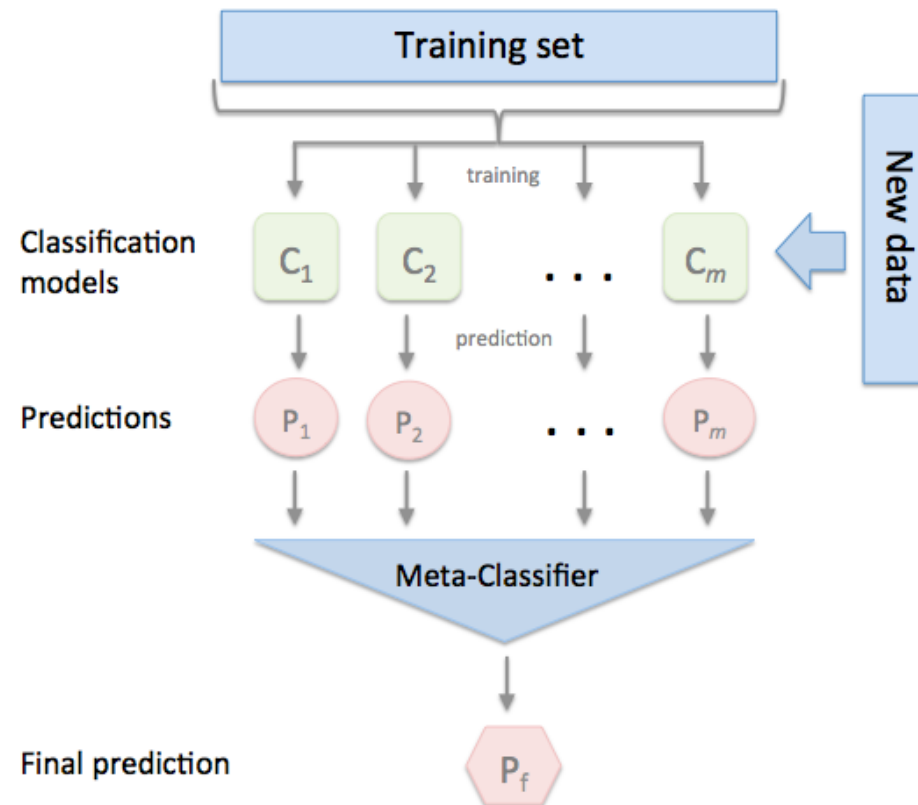 Training set
New data
training
Classification
models
C1
C2
. . .
Cm
prediction
Predictions
P1
P2
. . .
Pm
Meta-Classifier
Final prediction
Pf